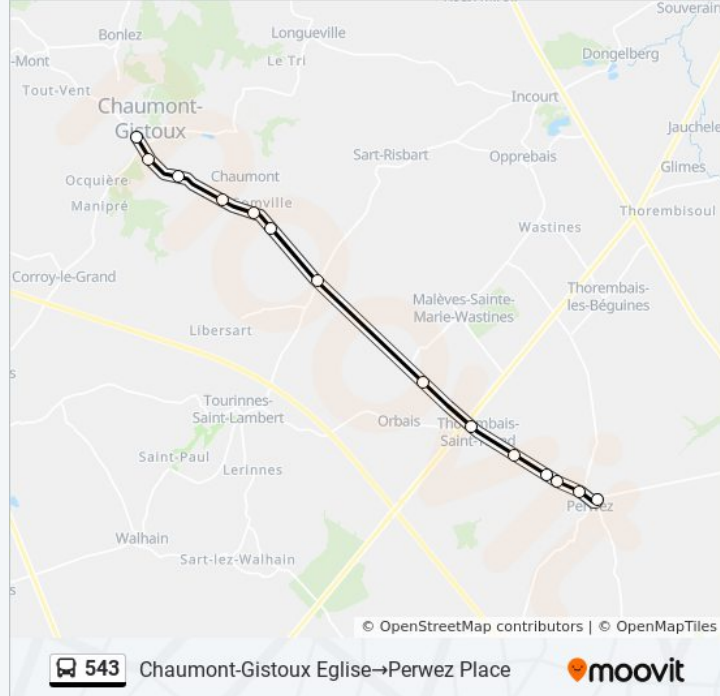 Souverain
Bonlez
Longueville
-Mont
Le Tri
Dongelberg
Tout-Vent
Chaumont-
Gistoux
Incourt
Jauchele
Sart-Risbart
Opprebais
Glimes
Ocquière
Chaumont
Manipré
Thorembisoul
Wastines
Corroy-le-Grand
Thorembais-
les-Béguines
Malèves-Sainte-
Marie-Wastines
Libersart
s
Tourinnes-
Saint-Lambert
Orbais
Saint-Paul
Lerinnes
Perwez
Walhain
Sart-lez-Walhain
s
© OpenStreetMap contributors | © OpenMapTiles
543 Chaumont-Gistoux Eglise→Perwez Place
moovit